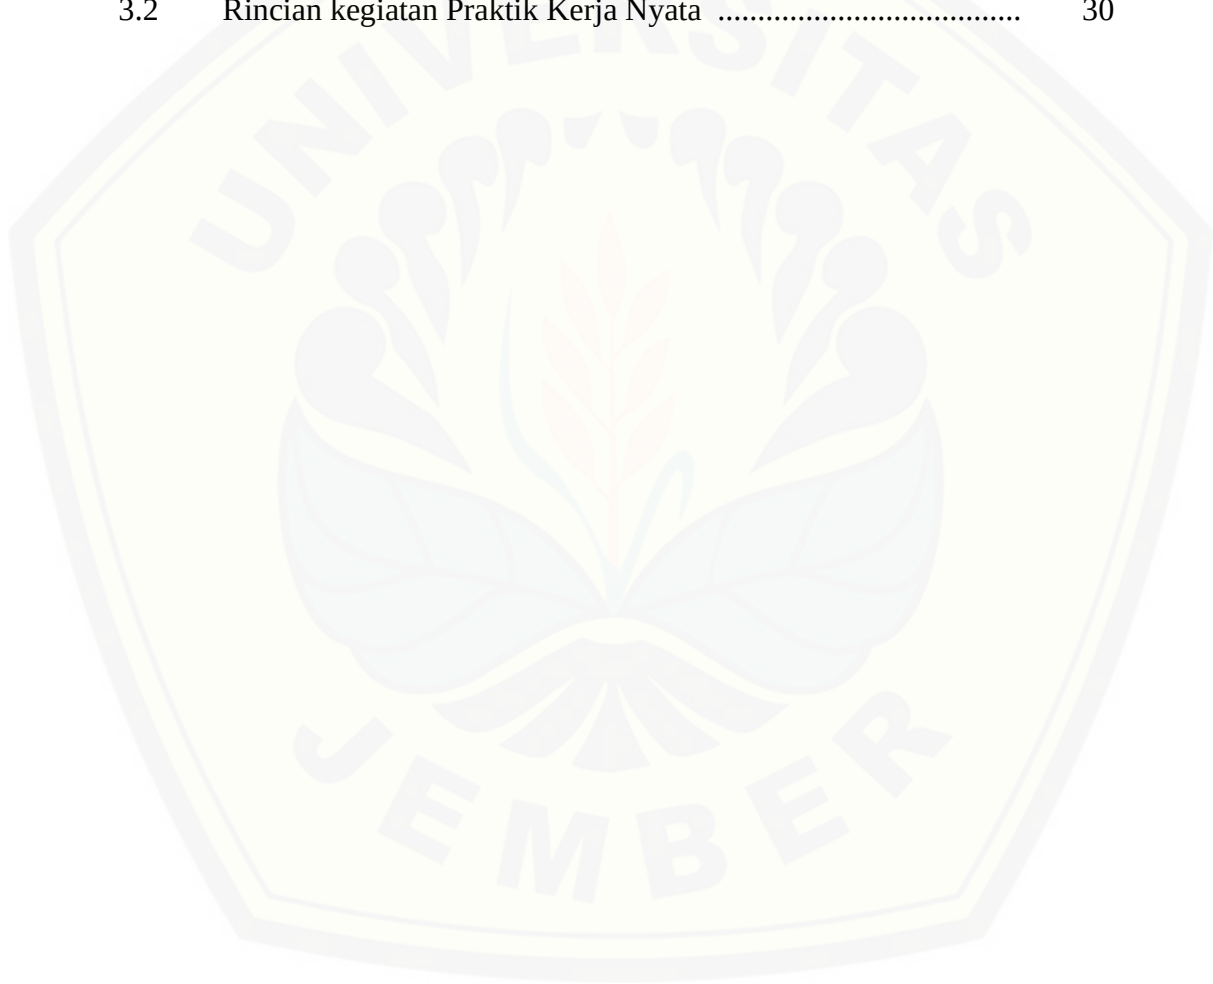 3.2 Rincian kegiatan Praktik Kerja Nyata .................................... 30
UNIVERSITAS
JEMBER